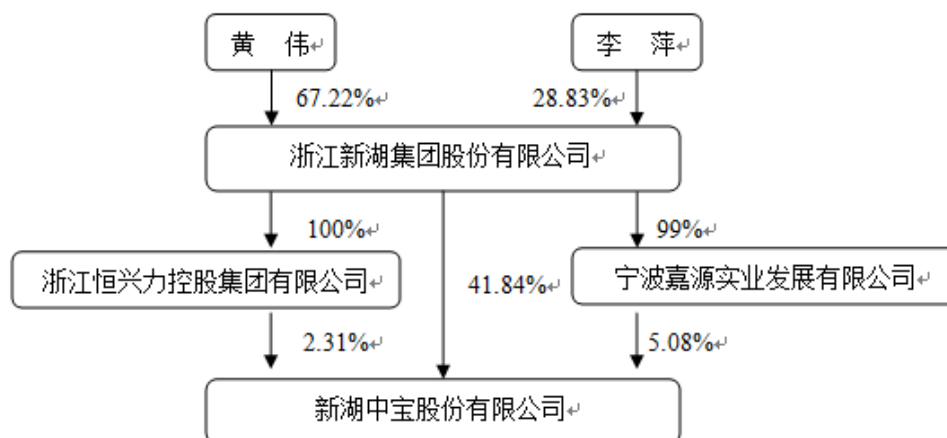 黄　伟↵
李　萍↵
67.22%↵
28.83%↵
浙江新湖集团股份有限公司↵
100%↵
99%↵
浙江恒兴力控股集团有限公司↵
41.84%↵
宁波嘉源实业发展有限公司↵
2.31%↵
5.08%↵
新湖中宝股份有限公司↵